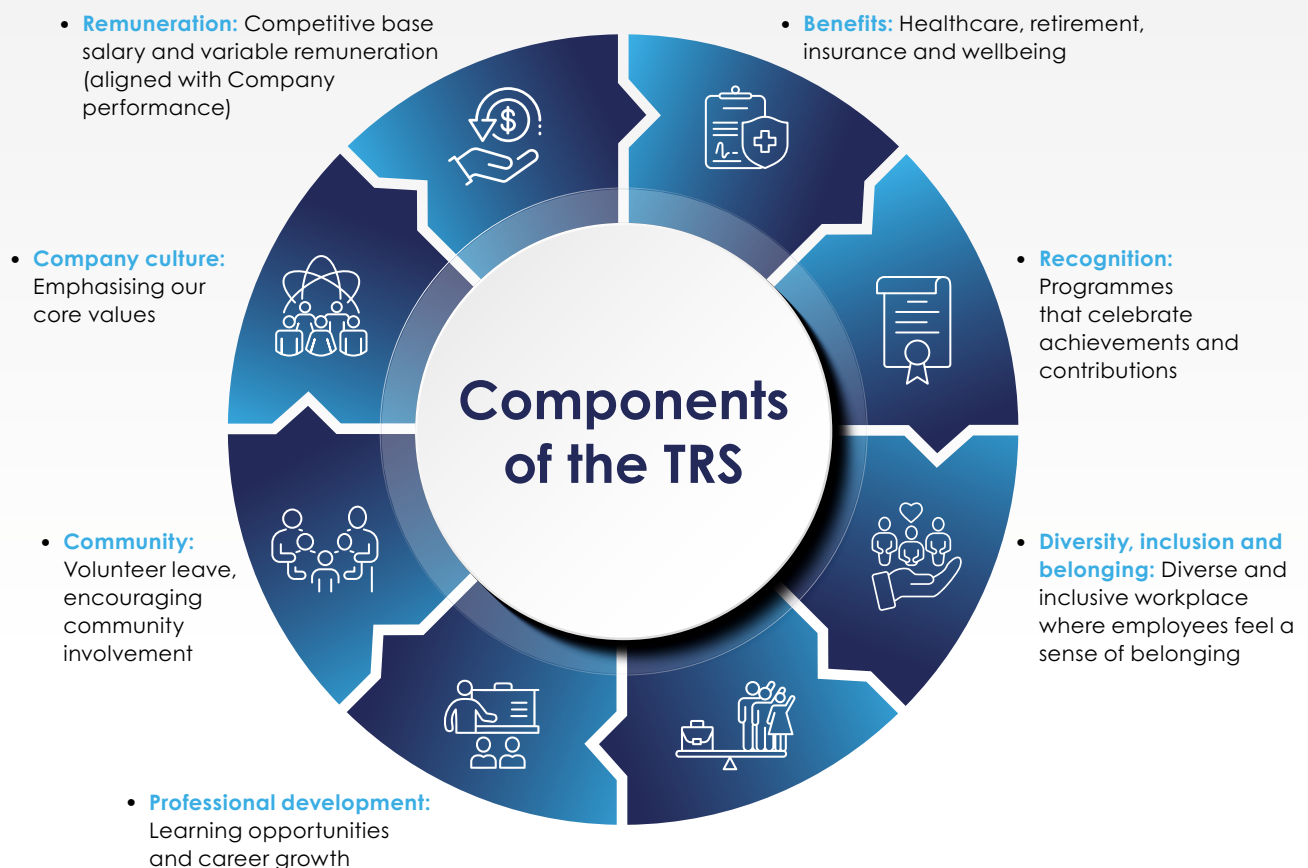 • Remuneration: Competitive base
salary and variable remuneration
(aligned with Company
performance)
• Benefits: Healthcare, retirement,
insurance and wellbeing
• Company culture:
Emphasising our
core values
• Recognition:
Programmes
that celebrate
achievements and
contributions
Components
of the TRS
• Community:
Volunteer leave,
encouraging
community
involvement
• Diversity, inclusion and
belonging: Diverse and
inclusive workplace
where employees feel a
sense of belonging
• Professional development:
Learning opportunities
and career growth
$